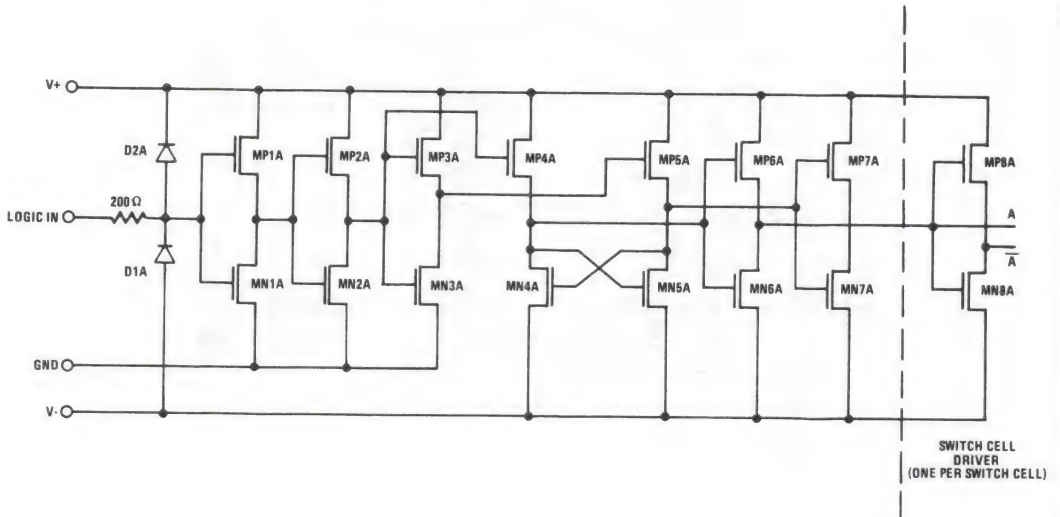 V+
D2A
MP1A
MP2A
MP3A
MP4A
MP5A
MP6A
MP7A
MP8A
200Ω
LOGIC IN
A
A̅
D1A
MN1A
MN2A
MN3A
MN4A
MN5A
MN6A
MN7A
MN8A
GND
V-
SWITCH CELL
DRIVER
(ONE PER SWITCH CELL)